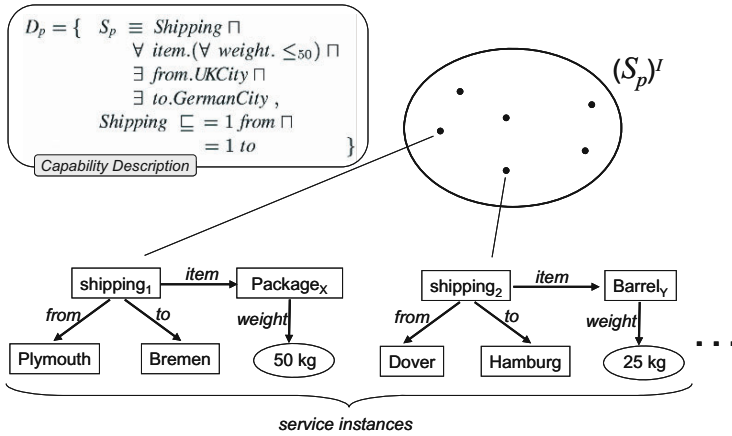 D_p = { S_p ≡ Shipping ⊓
∀ item.(∀ weight. ≤_50) ⊓
∃ from.UKCity ⊓
∃ to.GermanCity ,
Shipping ⊑ = 1 from ⊓
= 1 to }
Capability Description
(S_p)^I
shipping_1
item
Package_X
from
to
weight
Plymouth
Bremen
50 kg
shipping_2
item
Barrel_Y
from
to
weight
Dover
Hamburg
25 kg
...
service instances